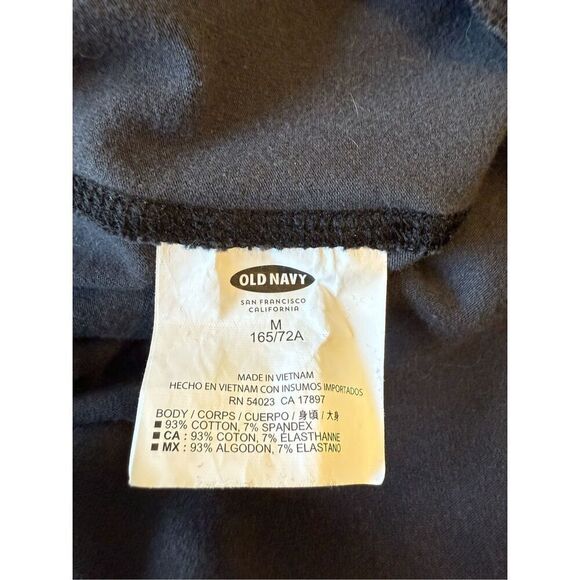 OLD NAVY
SAN FRANCISCO
CALIFORNIA
M
165/72A
MADE IN VIETNAM
HECHO EN VIETNAM CON INSUMOS IMPORTADOS
RN 54023 CA 17897
BODY / CORPS / CUERPO / 身頃 / 大身
■ 93% COTTON, 7% SPANDEX
■ CA : 93% COTON, 7% ÉLASTHANNE
■ MX : 93% ALGODON, 7% ELASTANO